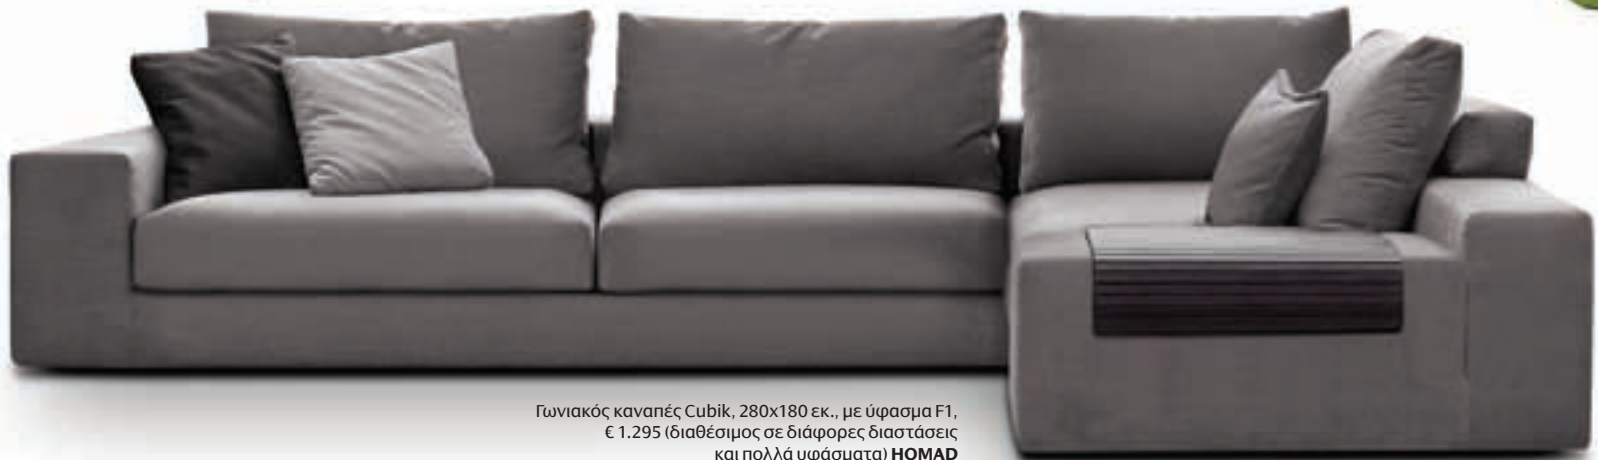 Γωνιακός καναπές Cubik, 280x180 εκ., με ύφασμα F1,
€ 1.295 (διαθέσιμος σε διάφορες διαστάσεις
και πολλά υφάσματα) HOMAD